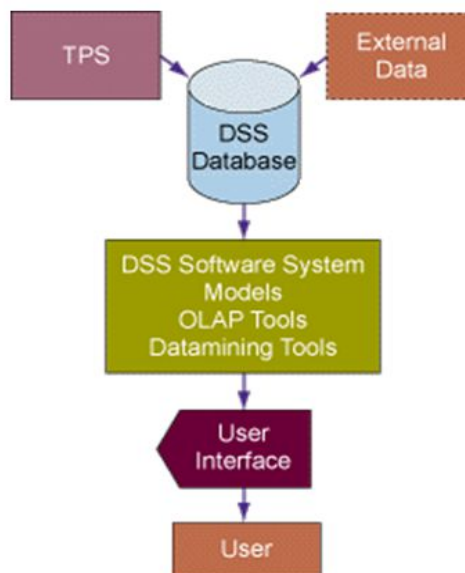 TPS
External
Data
DSS
Database
DSS Software System
Models
OLAP Tools
Datamining Tools
User
Interface
User